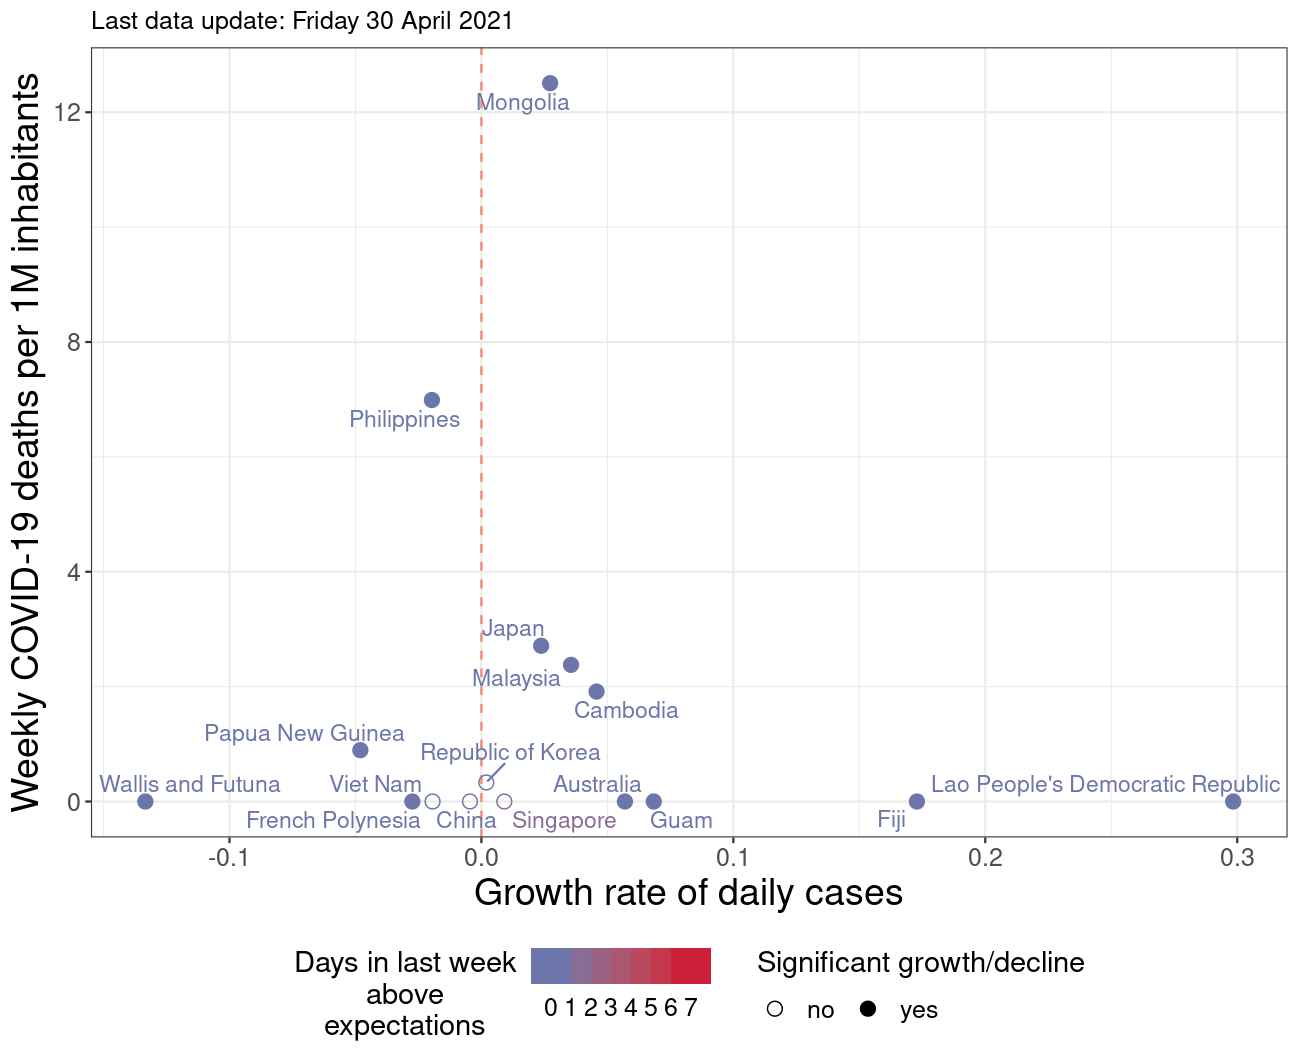 Last data update: Friday 30 April 2021
Weekly COVID-19 deaths per 1M inhabitants
12
8
4
0
Mongolia
Philippines
Japan
Malaysia
Cambodia
Papua New Guinea
Republic of Korea
Wallis and Futuna
Viet Nam
Australia
Lao People's Democratic Republic
French Polynesia
China
Singapore
Guam
Fiji
-0.1
0.0
0.1
0.2
0.3
Growth rate of daily cases
Days in last week
above
expectations
0 1 2 3 4 5 6 7
Significant growth/decline
no
yes